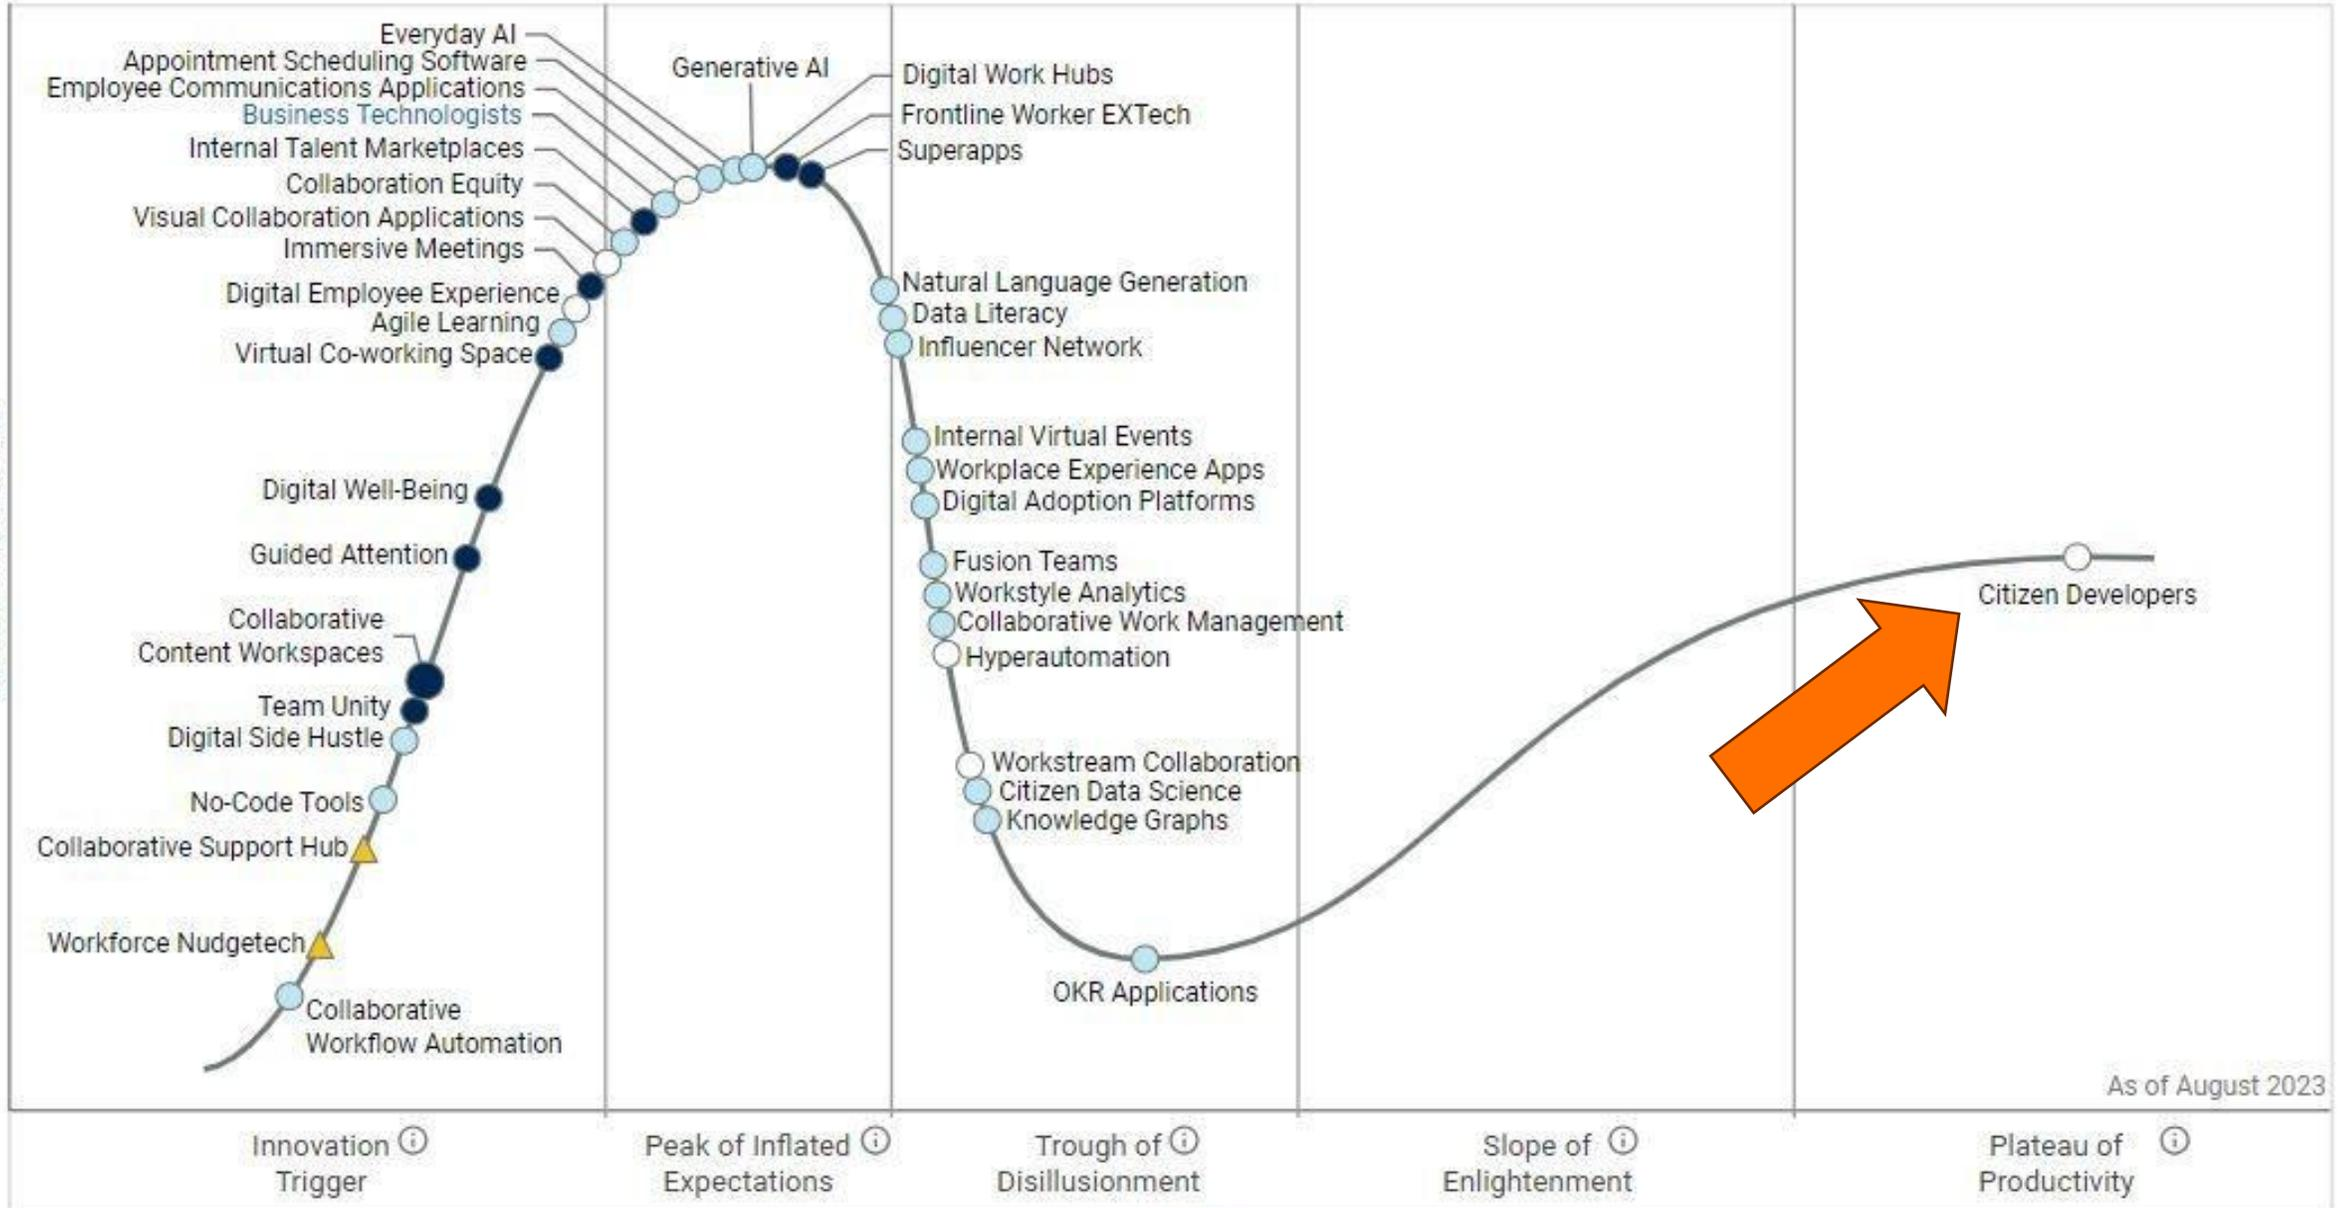 Everyday AI
Appointment Scheduling Software
Employee Communications Applications
Business Technologists
Internal Talent Marketplaces
Collaboration Equity
Visual Collaboration Applications
Immersive Meetings
Digital Employee Experience
Agile Learning
Virtual Co-working Space
Digital Well-Being
Guided Attention
Collaborative
Content Workspaces
Team Unity
Digital Side Hustle
No-Code Tools
Collaborative Support Hub
Workforce Nudgetech
Collaborative
Workflow Automation
Generative AI
Digital Work Hubs
Frontline Worker EXTech
Superapps
Natural Language Generation
Data Literacy
Influencer Network
Internal Virtual Events
Workplace Experience Apps
Digital Adoption Platforms
Fusion Teams
Workstyle Analytics
Collaborative Work Management
Hyperautomation
Workstream Collaboration
Citizen Data Science
Knowledge Graphs
OKR Applications
Citizen Developers
As of August 2023
Innovation
Trigger
Peak of Inflated
Expectations
Trough of
Disillusionment
Slope of
Enlightenment
Plateau of
Productivity